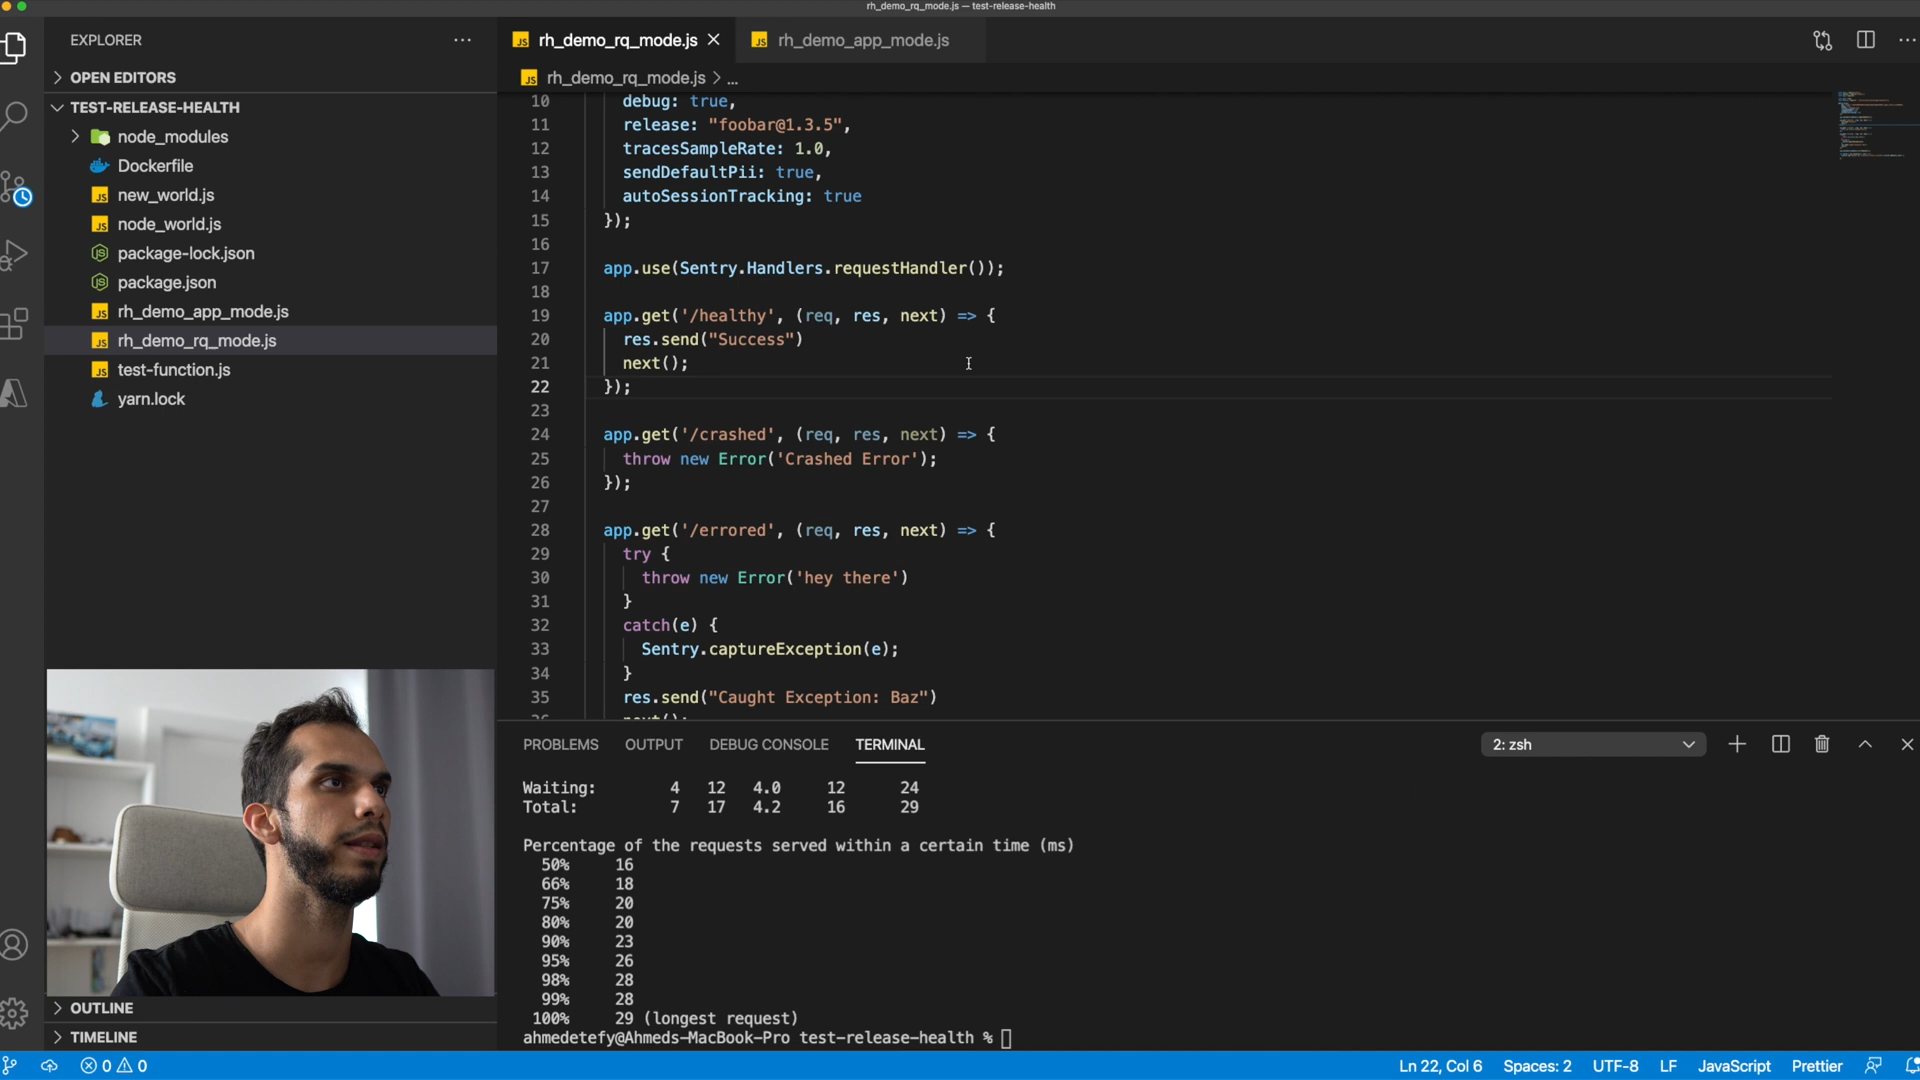 rh_demo_rq_mode.js — test-release-health
EXPLORER
OPEN EDITORS
TEST-RELEASE-HEALTH
node_modules
Dockerfile
new_world.js
node_world.js
package-lock.json
package.json
rh_demo_app_mode.js
rh_demo_rq_mode.js
test-function.js
yarn.lock
OUTLINE
TIMELINE
JS rh_demo_rq_mode.js
JS rh_demo_app_mode.js
JS rh_demo_rq_mode.js > ...
10 debug: true,
11 release: "foobar@1.3.5",
12 tracesSampleRate: 1.0,
13 sendDefaultPii: true,
14 autoSessionTracking: true
15 });
16
17 app.use(Sentry.Handlers.requestHandler());
18
19 app.get('/healthy', (req, res, next) => {
20 res.send("Success")
21 next();
22 });
23
24 app.get('/crashed', (req, res, next) => {
25 throw new Error('Crashed Error');
26 });
27
28 app.get('/errored', (req, res, next) => {
29 try {
30 throw new Error('hey there')
31 }
32 catch(e) {
33 Sentry.captureException(e);
34 }
35 res.send("Caught Exception: Baz")
36 next();
PROBLEMS OUTPUT DEBUG CONSOLE TERMINAL
2: zsh
Waiting: 4 12 4.0 12 24
Total: 7 17 4.2 16 29
Percentage of the requests served within a certain time (ms)
50% 16
66% 18
75% 20
80% 20
90% 23
95% 26
98% 28
99% 28
100% 29 (longest request)
ahmedetefy@Ahmeds-MacBook-Pro test-release-health %
0 0
Ln 22, Col 6 Spaces: 2 UTF-8 LF JavaScript Prettier